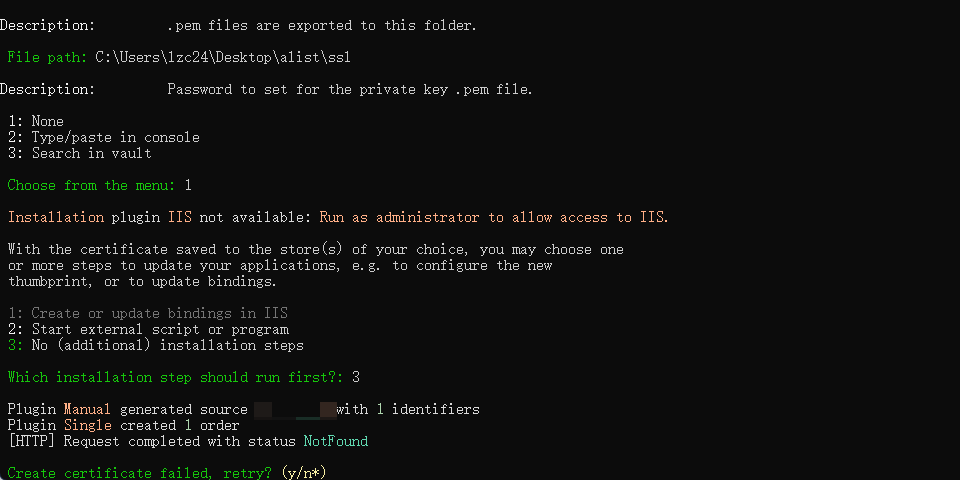 Description: .pem files are exported to this folder.
File path: C:\Users\lzc24\Desktop\alist\ssl
Description: Password to set for the private key .pem file.
1: None
2: Type/paste in console
3: Search in vault
Choose from the menu: 1
Installation plugin IIS not available: Run as administrator to allow access to IIS.
With the certificate saved to the store(s) of your choice, you may choose one
or more steps to update your applications, e.g. to configure the new
thumbprint, or to update bindings.
1: Create or update bindings in IIS
2: Start external script or program
3: No (additional) installation steps
Which installation step should run first?: 3
Plugin Manual generated source with 1 identifiers
Plugin Single created 1 order
[HTTP] Request completed with status NotFound
Create certificate failed, retry? (y/n*)